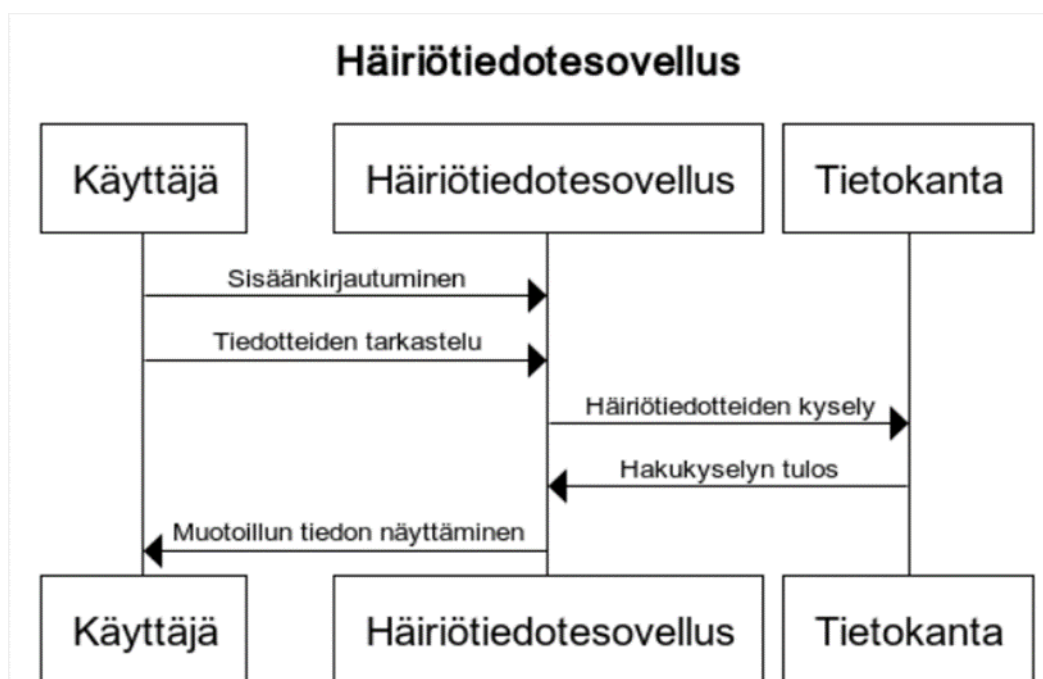 Häiriötiedotesovellus
Käyttäjä
Häiriötiedotesovellus
Tietokanta
Sisäänkirjautuminen
Tiedotteiden tarkastelu
Häiriötiedotteiden kysely
Hakukyselyn tulos
Muotoillun tiedon näyttäminen
Käyttäjä
Häiriötiedotesovellus
Tietokanta